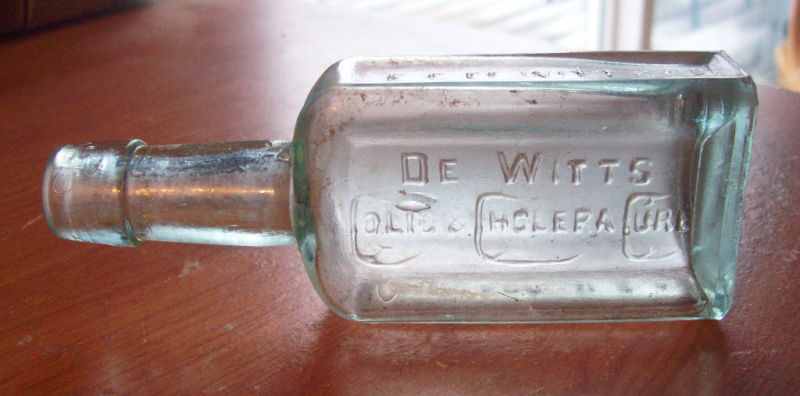 DE WITTS
COLIC & CHOLERA CURE